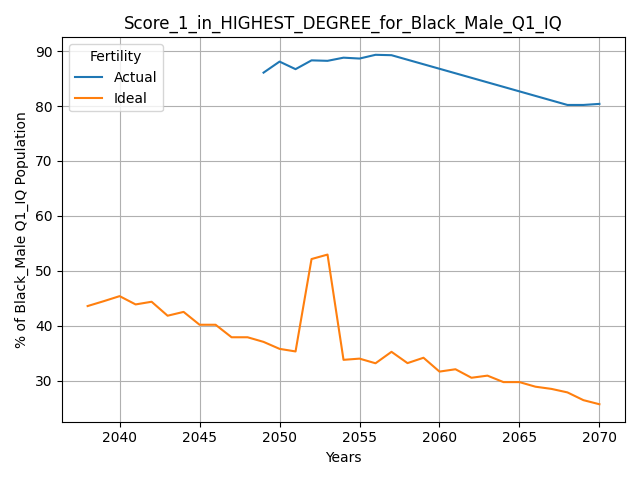 Score_1_in_HIGHEST_DEGREE_for_Black_Male_Q1_IQ
Fertility
Actual
Ideal
% of Black_Male Q1_IQ Population
90
80
70
60
50
40
30
2040 2045 2050 2055 2060 2065 2070
Years